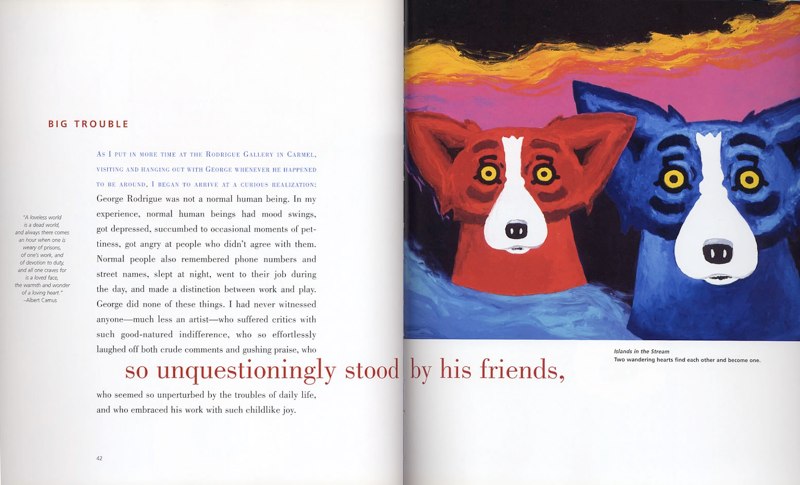 BIG TROUBLE
As I put in more time at the Rodrigue Gallery in Carmel,
visiting and hanging out with George whenever he happened
to be around, I began to arrive at a curious realization:
George Rodrigue was not a normal human being. In my
experience, normal human beings had mood swings,
got depressed, succumbed to occasional moments of pet-
tiness, got angry at people who didn't agree with them.
Normal people also remembered phone numbers and
street names, slept at night, went to their job during
the day, and made a distinction between work and play.
George did none of these things. I had never witnessed
anyone—much less an artist—who suffered critics with
such good-natured indifference, who so effortlessly
laughed off both crude comments and gushing praise, who
so unquestioningly stood by his friends,
who seemed so unperturbed by the troubles of daily life,
and who embraced his work with such childlike joy.
"A loveless world
is a dead world,
and always there comes
an hour when one is
weary of prisons,
of one's work, and
of devotion to duty,
and all one craves for
is a loved face,
the warmth and wonder
of a loving heart."
–Albert Camus
42
Islands in the Stream
Two wandering hearts find each other and become one.